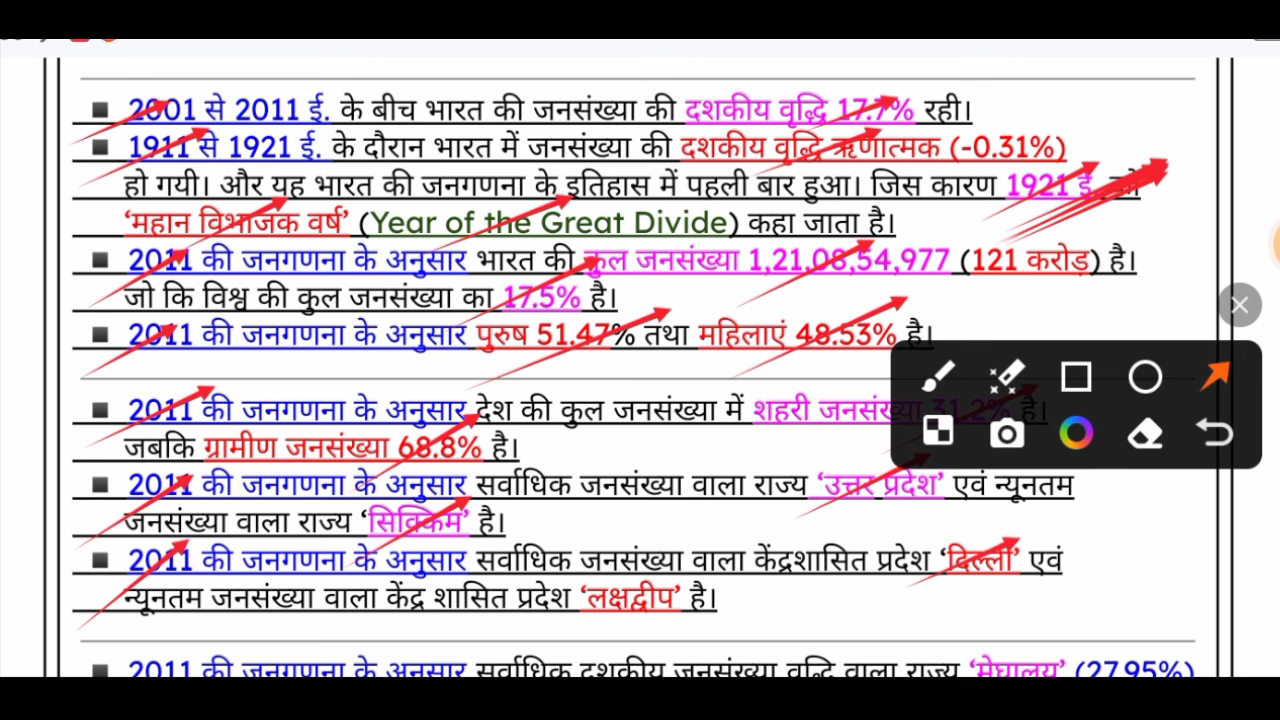 ▪ 2001 से 2011 ई. के बीच भारत की जनसंख्या की दशकीय वृद्धि 17.7% रही।
▪ 1911 से 1921 ई. के दौरान भारत में जनसंख्या की दशकीय वृद्धि ऋणात्मक (-0.31%)
हो गयी। और यह भारत की जनगणना के इतिहास में पहली बार हुआ। जिस कारण 1921 ई. को
‘महान विभाजक वर्ष’ (Year of the Great Divide) कहा जाता है।
▪ 2011 की जनगणना के अनुसार भारत की कुल जनसंख्या 1,21,08,54,977 (121 करोड़) है।
जो कि विश्व की कुल जनसंख्या का 17.5% है।
▪ 2011 की जनगणना के अनुसार पुरुष 51.47% तथा महिलाएं 48.53% है।
▪ 2011 की जनगणना के अनुसार देश की कुल जनसंख्या में शहरी जनसंख्या 31.2% है।
जबकि ग्रामीण जनसंख्या 68.8% है।
▪ 2011 की जनगणना के अनुसार सर्वाधिक जनसंख्या वाला राज्य ‘उत्तर प्रदेश’ एवं न्यूनतम
जनसंख्या वाला राज्य ‘सिक्किम’ है।
▪ 2011 की जनगणना के अनुसार सर्वाधिक जनसंख्या वाला केंद्रशासित प्रदेश ‘दिल्ली’ एवं
न्यूनतम जनसंख्या वाला केंद्र शासित प्रदेश ‘लक्षद्वीप’ है।
▪ 2011 की जनगणना के अनुसार सर्वाधिक दशकीय जनसंख्या वृद्धि वाला राज्य ‘मेघालय’ (27.95%)